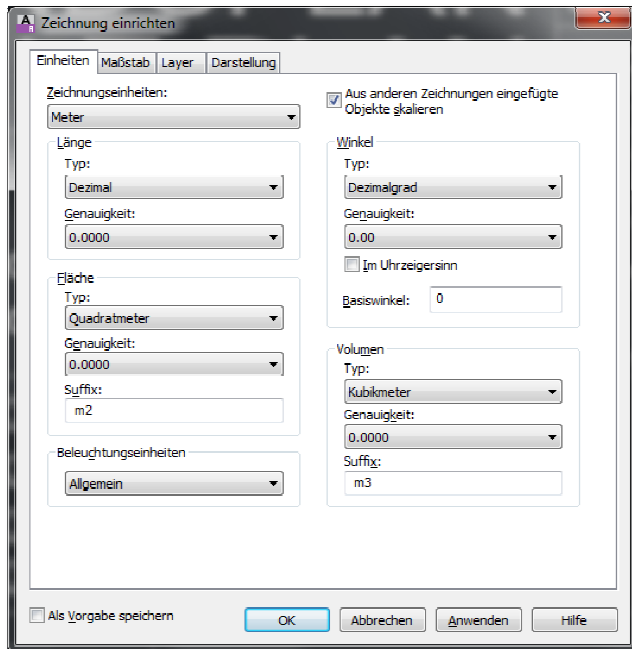 Zeichnung einrichten
Einheiten Maßstab Layer Darstellung
Zeichnungseinheiten:
Meter
Aus anderen Zeichnungen eingefügte
Objekte skalieren
Länge
Typ:
Dezimal
Genauigkeit:
0.0000
Winkel
Typ:
Dezimalgrad
Genauigkeit:
0.00
Im Uhrzeigersinn
Basiswinkel: 0
Fläche
Typ:
Quadratmeter
Genauigkeit:
0.0000
Suffix:
m2
Volumen
Typ:
Kubikmeter
Genauigkeit:
0.0000
Suffix:
m3
Beleuchtungseinheiten
Allgemein
Als Vorgabe speichern
OK Abbrechen Anwenden Hilfe